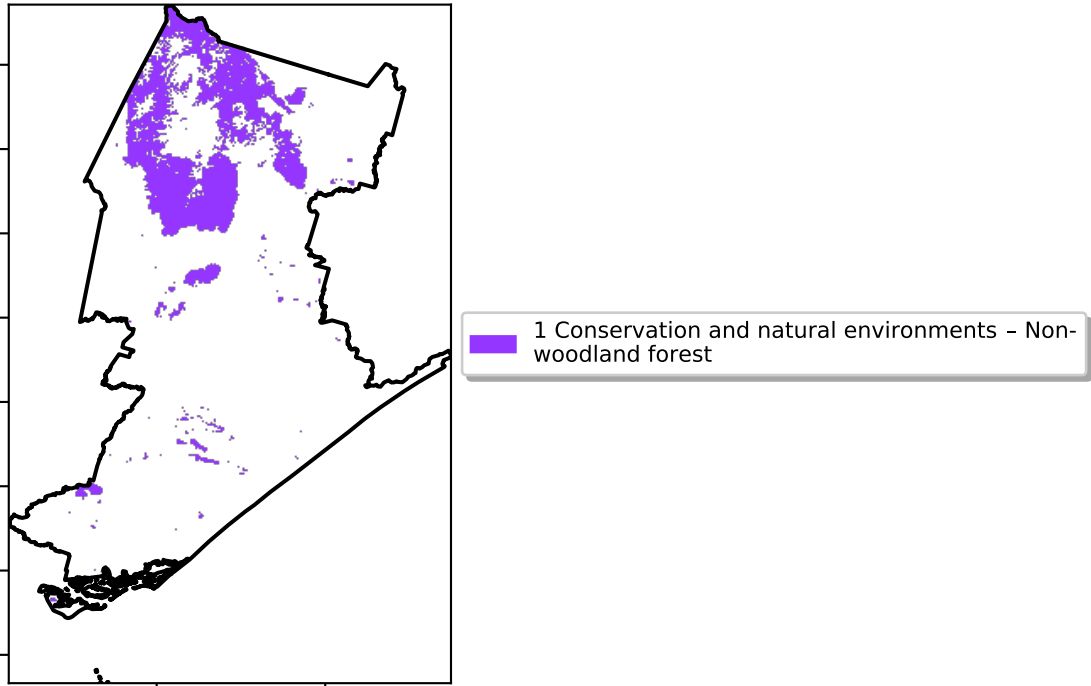 1 Conservation and natural environments – Non-
woodland forest